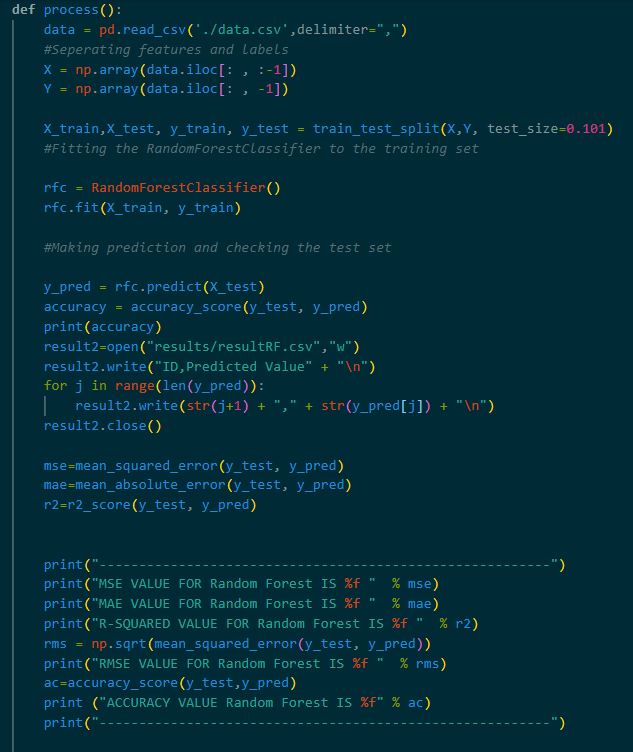 def process():
    data = pd.read_csv('./data.csv',delimiter=",")
    #Seperating features and labels
    X = np.array(data.iloc[: , :-1])
    Y = np.array(data.iloc[: , -1])

    X_train,X_test, y_train, y_test = train_test_split(X,Y, test_size=0.101)
    #Fitting the RandomForestClassifier to the training set

    rfc = RandomForestClassifier()
    rfc.fit(X_train, y_train)

    #Making prediction and checking the test set

    y_pred = rfc.predict(X_test)
    accuracy = accuracy_score(y_test, y_pred)
    print(accuracy)
    result2=open("results/resultRF.csv","w")
    result2.write("ID,Predicted Value" + "\n")
    for j in range(len(y_pred)):
        result2.write(str(j+1) + "," + str(y_pred[j]) + "\n")
    result2.close()

    mse=mean_squared_error(y_test, y_pred)
    mae=mean_absolute_error(y_test, y_pred)
    r2=r2_score(y_test, y_pred)


    print("---------------------------------------------------------")
    print("MSE VALUE FOR Random Forest IS %f "  % mse)
    print("MAE VALUE FOR Random Forest IS %f "  % mae)
    print("R-SQUARED VALUE FOR Random Forest IS %f "  % r2)
    rms = np.sqrt(mean_squared_error(y_test, y_pred))
    print("RMSE VALUE FOR Random Forest IS %f "  % rms)
    ac=accuracy_score(y_test,y_pred)
    print ("ACCURACY VALUE Random Forest IS %f" % ac)
    print("---------------------------------------------------------")